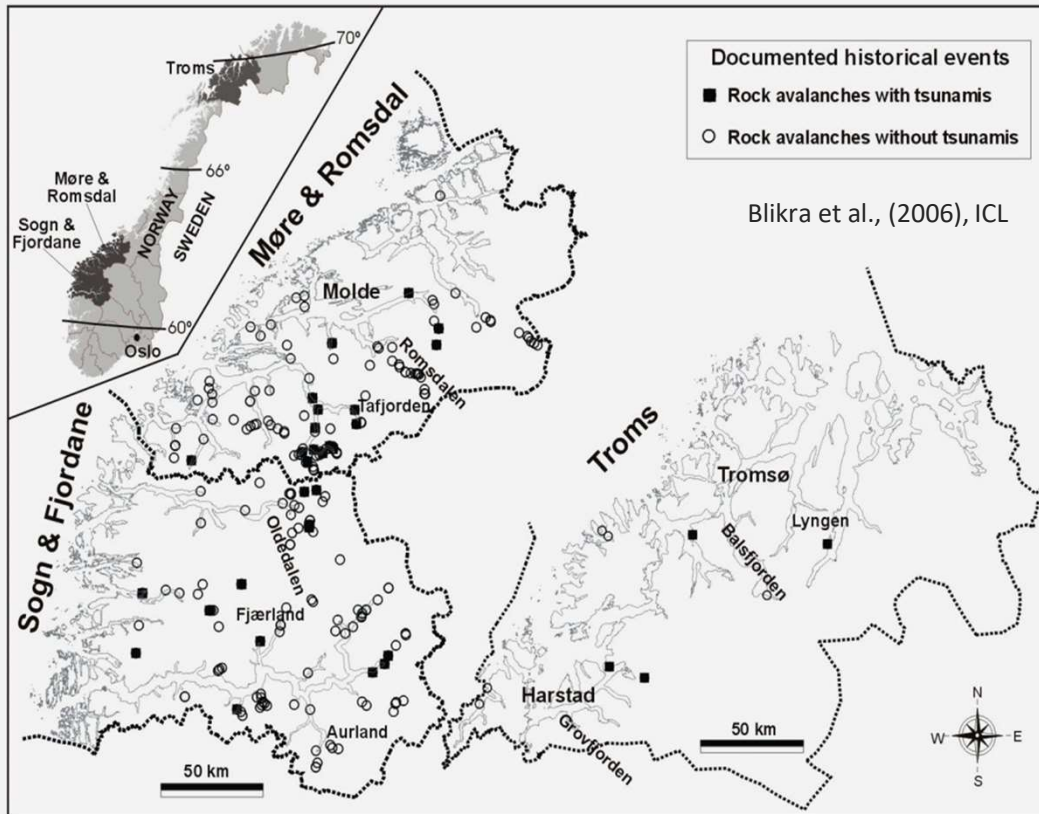 70°
Troms
66°
Møre &
Romsdal
NORWAY
SWEDEN
Sogn &
Fjordane
60°
Oslo
Documented historical events
Rock avalanches with tsunamis
Rock avalanches without tsunamis
Blikra et al., (2006), ICL
Møre & Romsdal
Molde
Romsdalen
Tafjorden
Sogn & Fjordane
Oldedalen
Fjærland
Aurland
50 km
Troms
Tromsø
Lyngen
Balsfjorden
Harstad
Grovfjorden
50 km
N
W
E
S